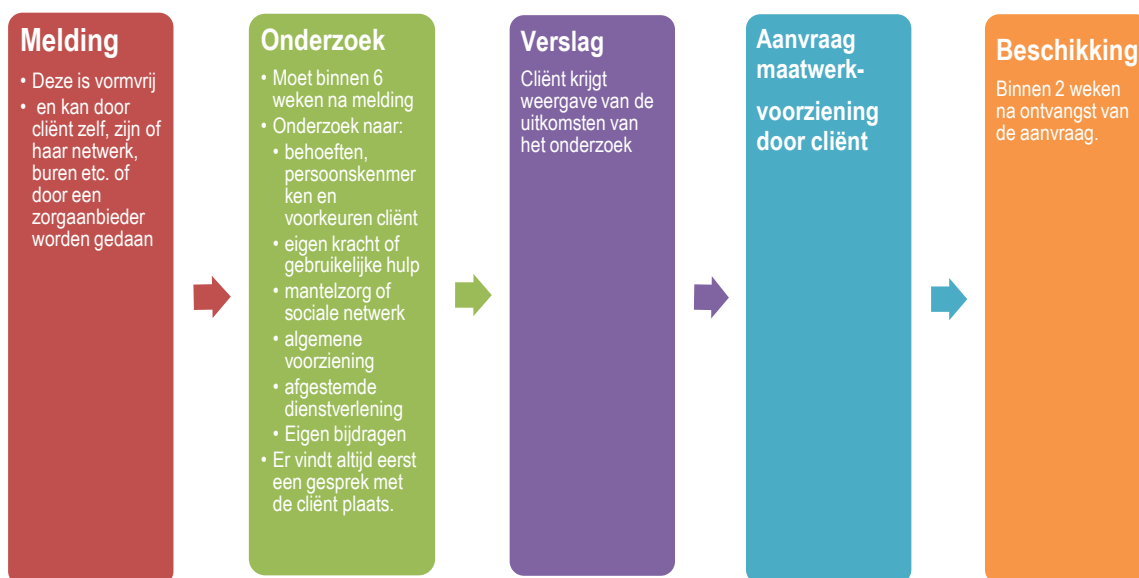 Melding
• Deze is vormvrij
• en kan door
cliënt zelf, zijn of
haar netwerk,
buren etc. of
door een
zorgaanbieder
worden gedaan
Onderzoek
• Moet binnen 6
weken na melding
• Onderzoek naar:
• behoeften,
persoonskenmer
ken en
voorkeuren cliënt
• eigen kracht of
gebruikelijke hulp
• mantelzorg of
sociale netwerk
• algemene
voorziening
• afgestemde
dienstverlening
• Eigen bijdragen
• Er vindt altijd eerst
een gesprek met
de cliënt plaats.
Verslag
Cliënt krijgt
weergave van de
uitkomsten van
het onderzoek
Aanvraag
maatwerk-
voorziening
door cliënt
Beschikking
Binnen 2 weken
na ontvangst van
de aanvraag.